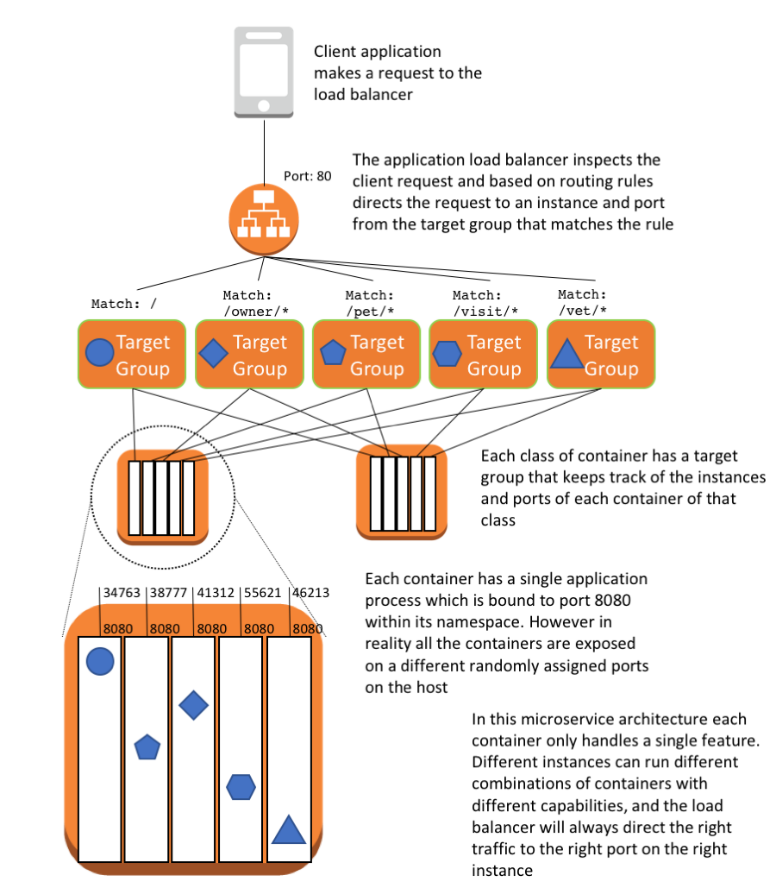 Client application
makes a request to the
load balancer
Port: 80
The application load balancer inspects the
client request and based on routing rules
directs the request to an instance and port
from the target group that matches the rule
Match: /
Match:
/owner/*
Match:
/pet/*
Match:
/visit/*
Match:
/vet/*
Target
Group
Target
Group
Target
Group
Target
Group
Target
Group
Each class of container has a target
group that keeps track of the instances
and ports of each container of that
class
34763 38777 41312 55621 46213
8080 8080 8080 8080 8080
Each container has a single application
process which is bound to port 8080
within its namespace. However in
reality all the containers are exposed
on a different randomly assigned ports
on the host
In this microservice architecture each
container only handles a single feature.
Different instances can run different
combinations of containers with
different capabilities, and the load
balancer will always direct the right
traffic to the right port on the right
instance